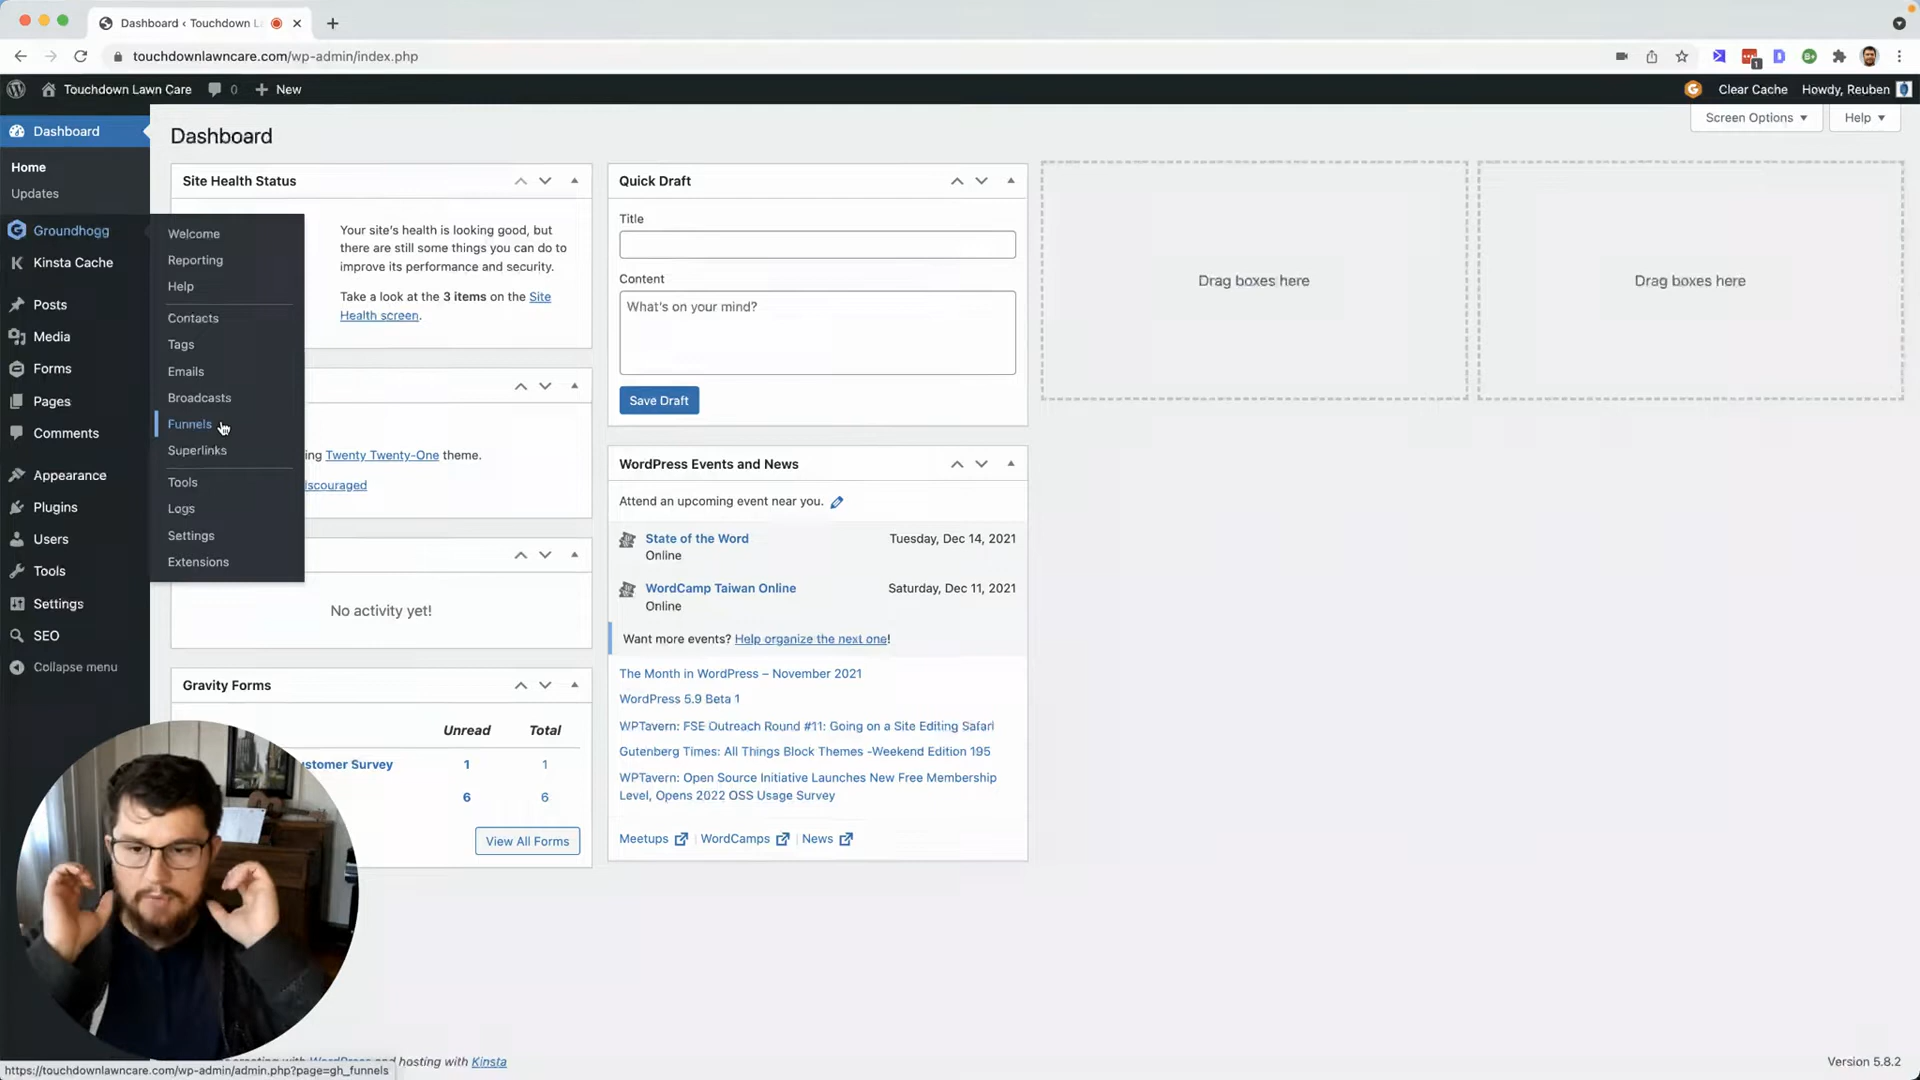 Dashboard ‹ Touchdown L
touchdownlawncare.com/wp-admin/index.php
1
Touchdown Lawn Care
0
New
Clear Cache
Howdy, Reuben
Dashboard
Home
Updates
Groundhogg
Kinsta Cache
Posts
Media
Forms
Pages
Comments
Appearance
Plugins
Users
Tools
Settings
SEO
Collapse menu
Welcome
Reporting
Help
Contacts
Tags
Emails
Broadcasts
Funnels
Superlinks
Tools
Logs
Settings
Extensions
Dashboard
Screen Options
Help
Site Health Status
Your site's health is looking good, but
there are still some things you can do to
improve its performance and security.
Take a look at the 3 items on the Site
Health screen.
ing Twenty Twenty-One theme.
iscouraged
No activity yet!
Gravity Forms
Unread
Total
stomer Survey
1
1
6
6
View All Forms
Quick Draft
Title
Content
What's on your mind?
Save Draft
WordPress Events and News
Attend an upcoming event near you.
State of the Word
Tuesday, Dec 14, 2021
Online
WordCamp Taiwan Online
Saturday, Dec 11, 2021
Online
Want more events? Help organize the next one!
The Month in WordPress – November 2021
WordPress 5.9 Beta 1
WPTavern: FSE Outreach Round #11: Going on a Site Editing Safari
Gutenberg Times: All Things Block Themes -Weekend Edition 195
WPTavern: Open Source Initiative Launches New Free Membership
Level, Opens 2022 OSS Usage Survey
Meetups | WordCamps | News
Drag boxes here
Drag boxes here
with WordPress and hosting with Kinsta
Version 5.8.2
https://touchdownlawncare.com/wp-admin/admin.php?page=gh_funnels